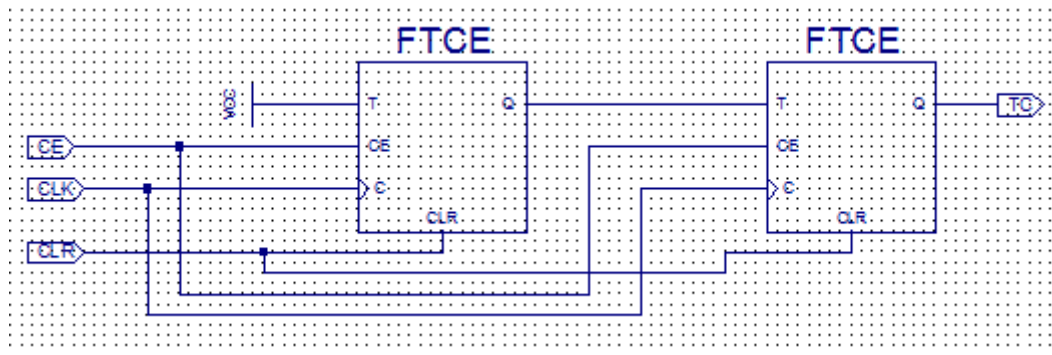 FTCE FTCE
VCC
T Q T Q TC
CE CE CE
CLK C C
CLR CLR
CLR